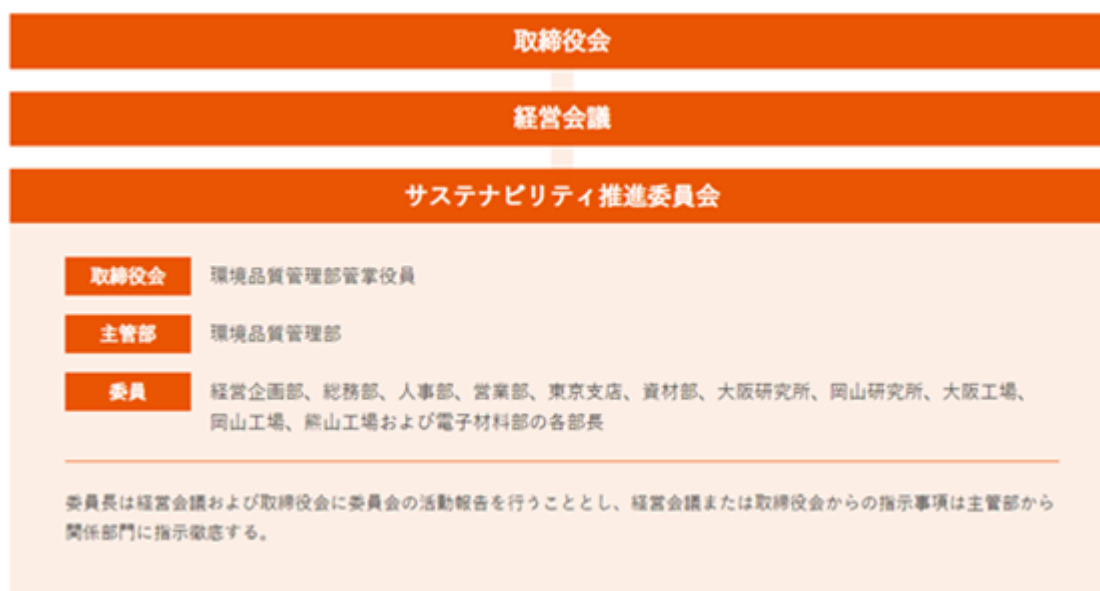 取締役会
経営会議
サステナビリティ推進委員会
取締役会 環境品質管理部管掌役員
主管部 環境品質管理部
委員 経営企画部、総務部、人事部、営業部、東京支店、資材部、大阪研究所、岡山研究所、大阪工場、
岡山工場、熊山工場および電子材料部の各部長
委員長は経営会議および取締役会に委員会の活動報告を行うこととし、経営会議または取締役会からの指示事項は主管部から
関係部門に指示徹底する。